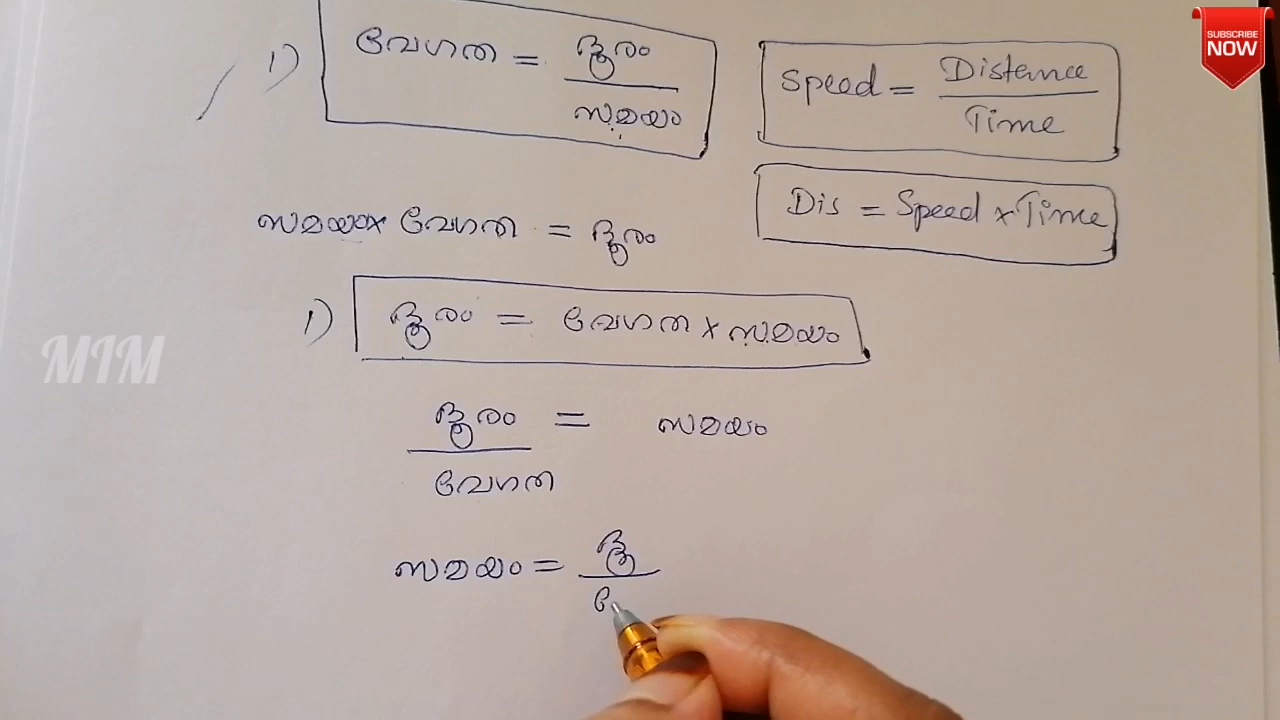 SUBSCRIBE
NOW
1) വേഗത = ദൂരം
സമയം
Speed = Distance
Time
Dis = Speed x Time
സമയം x വേഗത = ദൂരം
1) ദൂരം = വേഗത x സമയം
MIM
ദൂരം = സമയം
വേഗത
സമയം = ദൂ